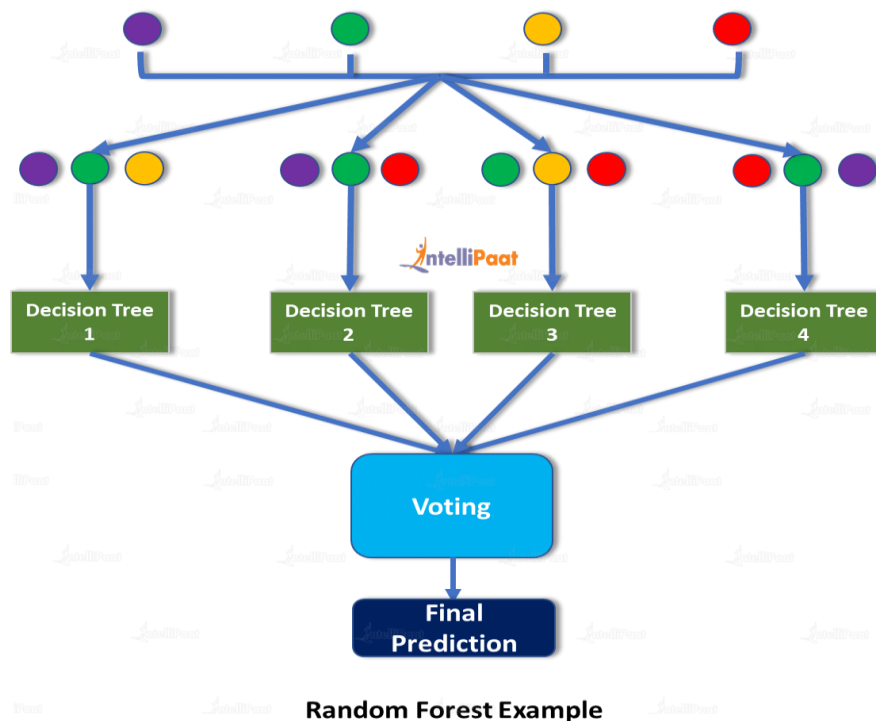 IntelliPaat
Decision Tree
1
Decision Tree
2
Decision Tree
3
Decision Tree
4
Voting
Final
Prediction
Random Forest Example